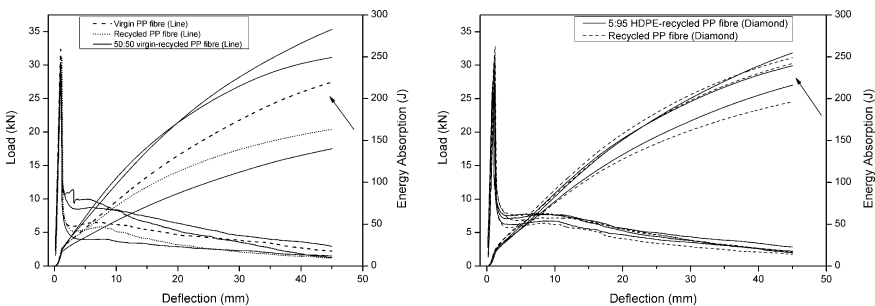 Virgin PP fibre (Line)
Recycled PP fibre (Line)
50:50 virgin-recycled PP fibre (Line)
Load (kN)
35
30
25
20
15
10
5
0
300
250
200
150
100
50
0
Energy Absorption (J)
0 10 20 30 40 50
Deflection (mm)
5:95 HDPE-recycled PP fibre (Diamond)
Recycled PP fibre (Diamond)
Load (kN)
35
30
25
20
15
10
5
0
300
250
200
150
100
50
0
Energy Absorption (J)
0 10 20 30 40 50
Deflection (mm)